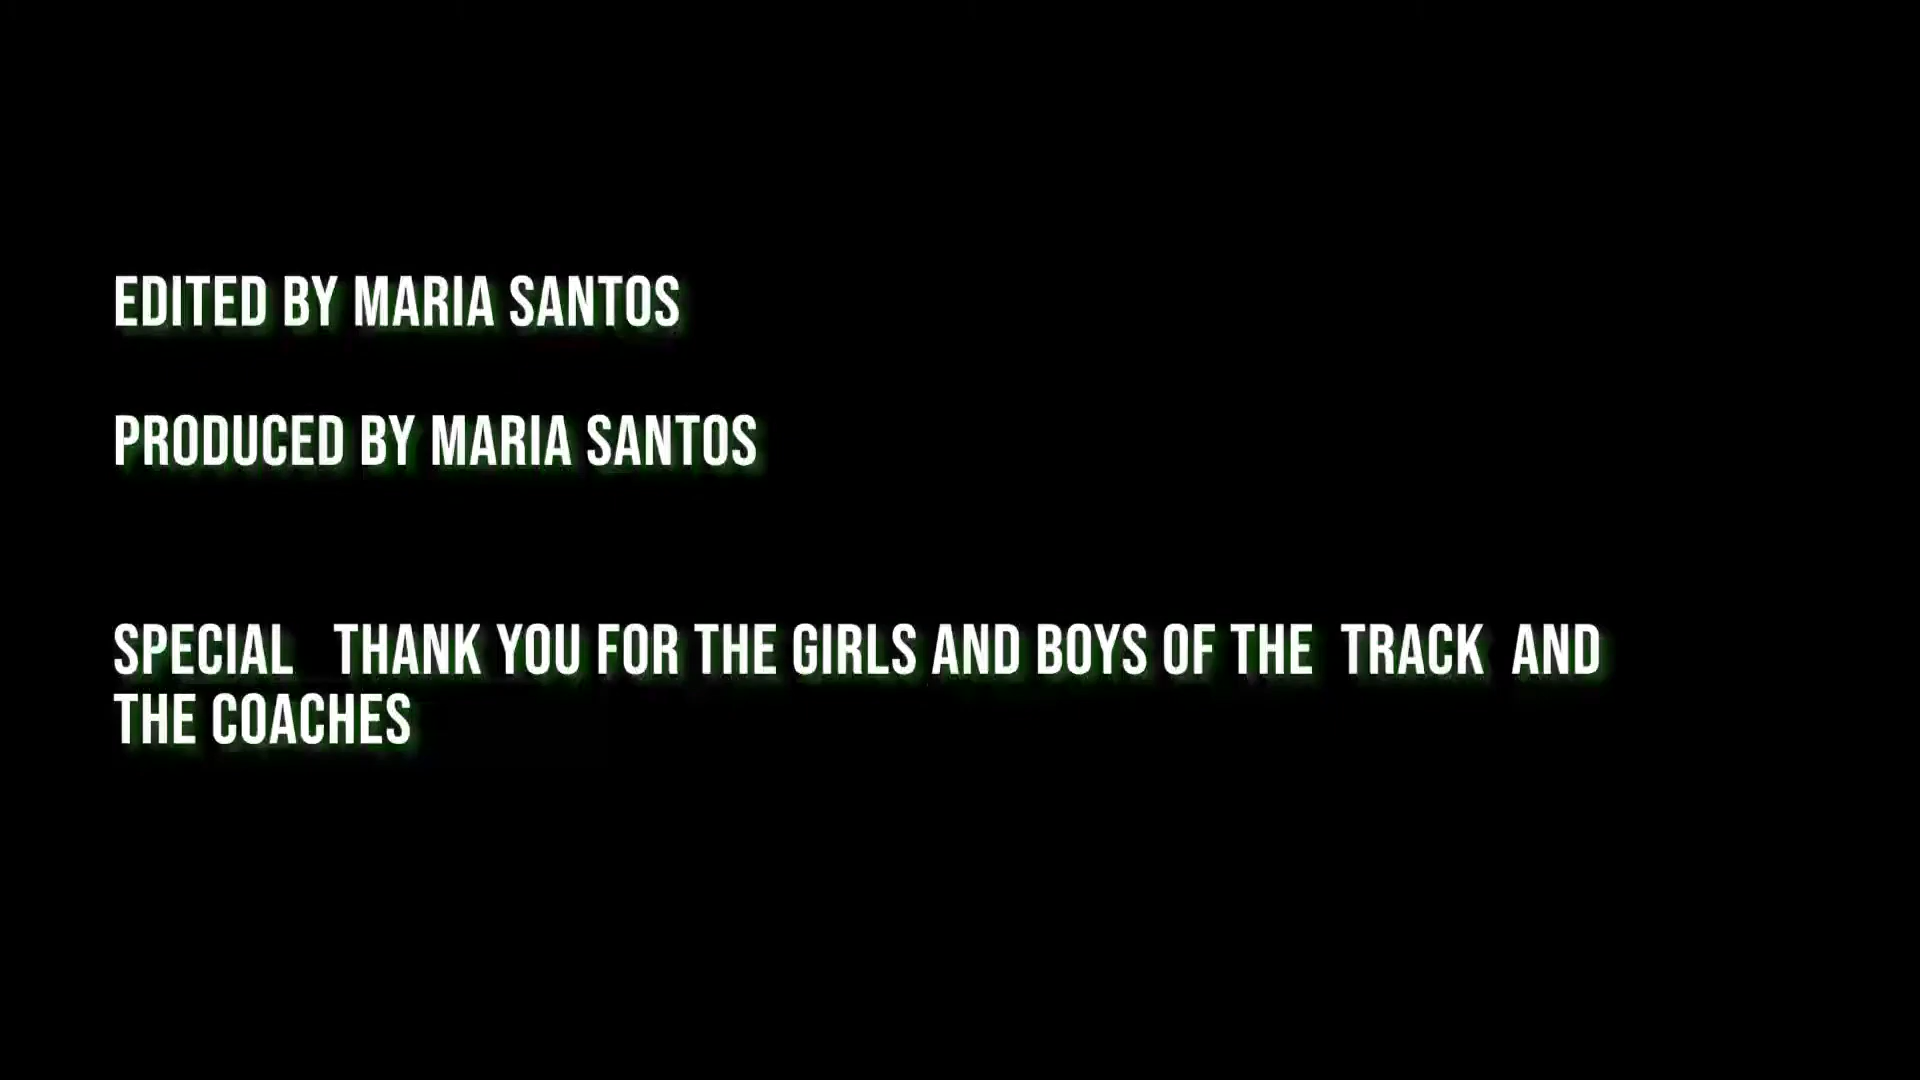 EDITED BY MARIA SANTOS
PRODUCED BY MARIA SANTOS
SPECIAL   THANK YOU FOR THE GIRLS AND BOYS OF THE  TRACK  AND
THE COACHES